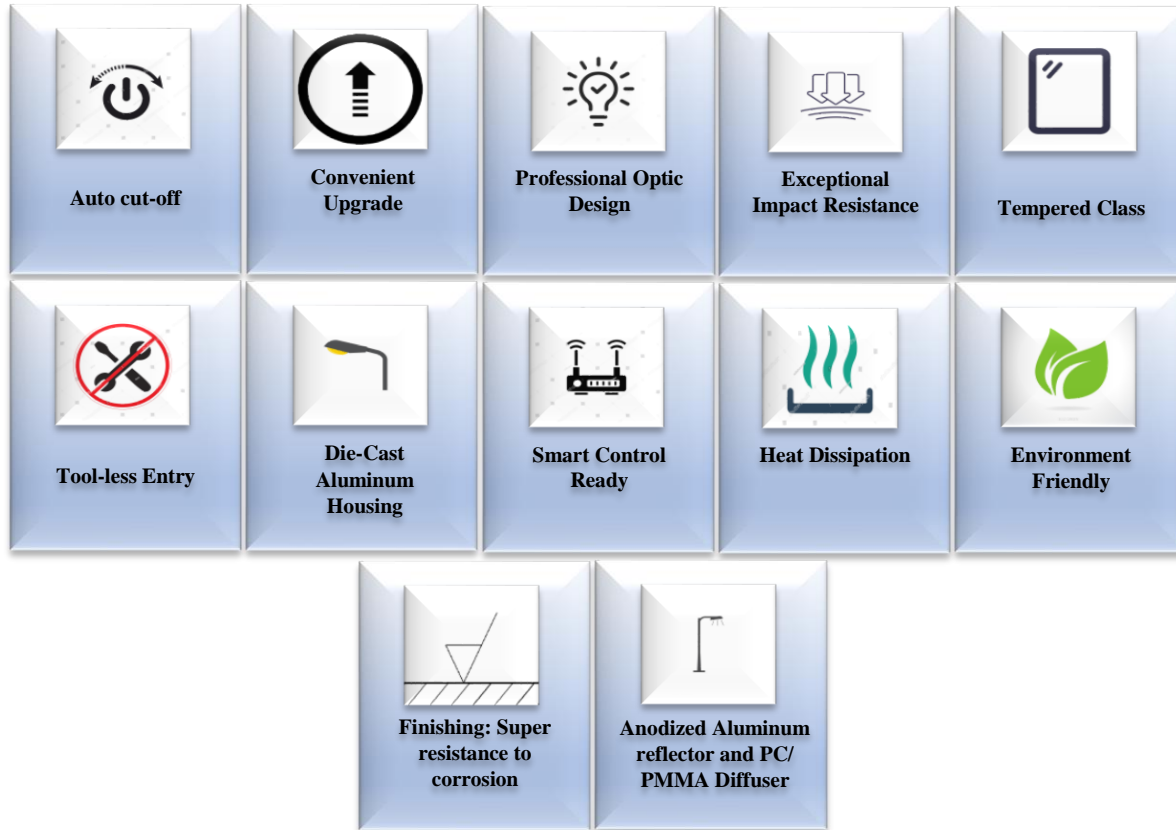 Auto cut-off
Convenient
Upgrade
Professional Optic
Design
Exceptional
Impact Resistance
Tempered Class
Tool-less Entry
Die-Cast
Aluminum
Housing
Smart Control
Ready
Heat Dissipation
Environment
Friendly
Finishing: Super
resistance to
corrosion
Anodized Aluminum
reflector and PC/
PMMA Diffuser